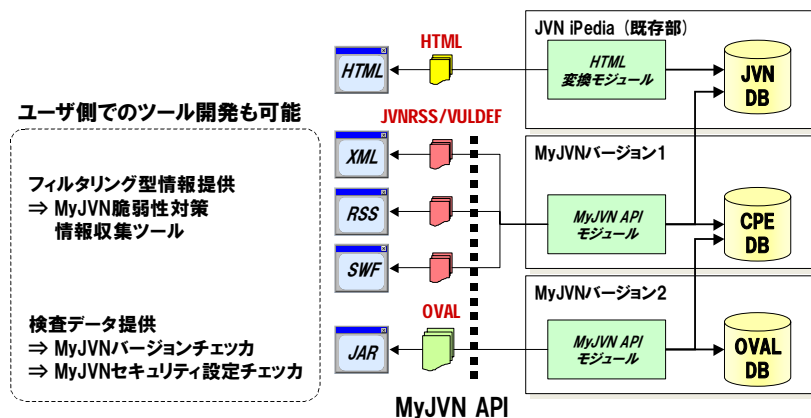 JVN iPedia（既存部）
HTML
HTML
HTML
変換モジュール
JVN
DB
ユーザ側でのツール開発も可能
JVNRSS/VULDEF
MyJVNバージョン1
XML
フィルタリング型情報提供
⇒ MyJVN脆弱性対策
情報収集ツール
RSS
MyJVN API
モジュール
CPE
DB
SWF
MyJVNバージョン2
OVAL
検査データ提供
⇒ MyJVNバージョンチェッカ
⇒ MyJVNセキュリティ設定チェッカ
JAR
MyJVN API
モジュール
OVAL
DB
MyJVN API